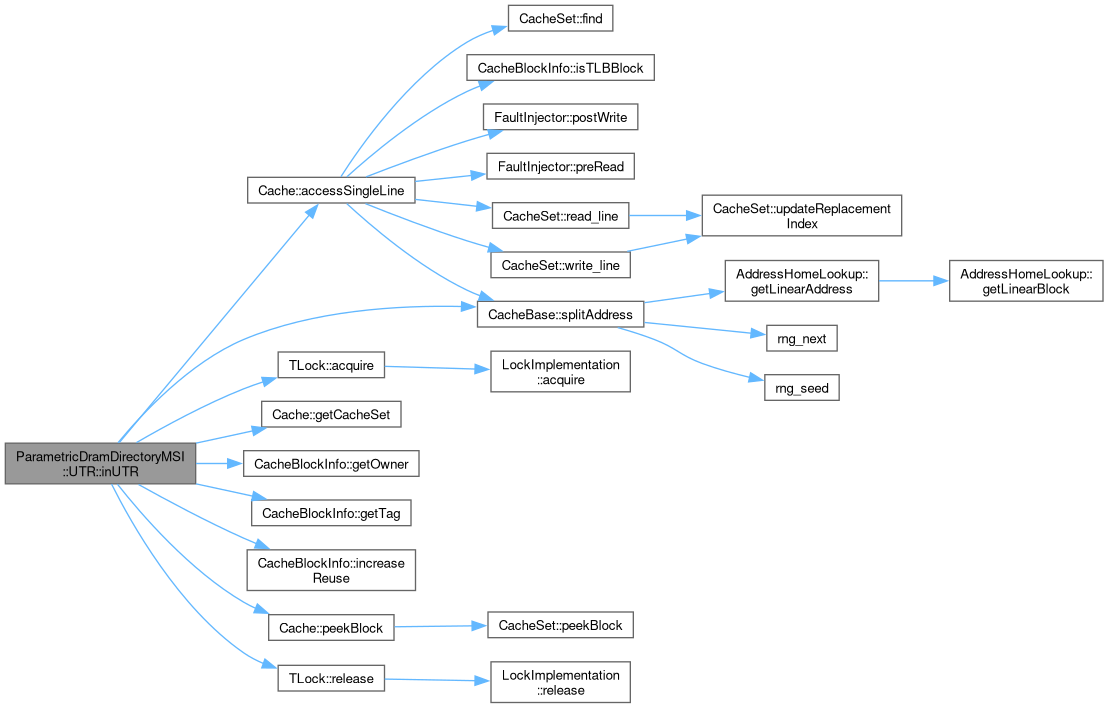 CacheSet::find
CacheBlockInfo::isTLBBlock
FaultInjector::postWrite
FaultInjector::preRead
Cache::accessSingleLine
CacheSet::read_line
CacheSet::updateReplacement
Index
CacheSet::write_line
AddressHomeLookup::
getLinearAddress
AddressHomeLookup::
getLinearBlock
CacheBase::splitAddress
rng_next
rng_seed
TLock::acquire
LockImplementation
::acquire
Cache::getCacheSet
ParametricDramDirectoryMSI
::UTR::inUTR
CacheBlockInfo::getOwner
CacheBlockInfo::getTag
CacheBlockInfo::increase
Reuse
Cache::peekBlock
CacheSet::peekBlock
TLock::release
LockImplementation
::release